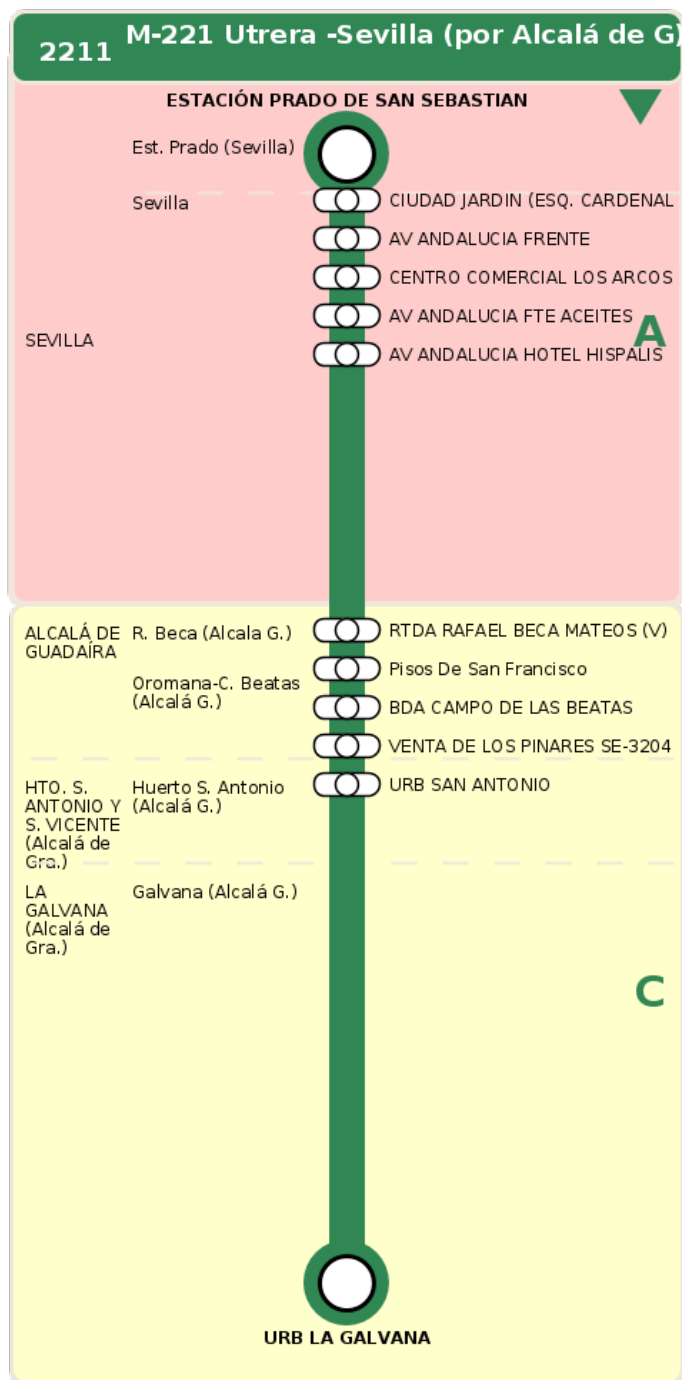 2211
M-221 Utrera -Sevilla (por Alcalá de G)
ESTACIÓN PRADO DE SAN SEBASTIAN
Est. Prado (Sevilla)
Sevilla
CIUDAD JARDIN (ESQ. CARDENAL
AV ANDALUCIA FRENTE
CENTRO COMERCIAL LOS ARCOS
AV ANDALUCIA FTE ACEITES
A
SEVILLA
AV ANDALUCIA HOTEL HISPALIS
ALCALÁ DE
GUADAÍRA
R. Beca (Alcala G.)
RTDA RAFAEL BECA MATEOS (V)
Pisos De San Francisco
Oromana-C. Beatas
(Alcalá G.)
BDA CAMPO DE LAS BEATAS
VENTA DE LOS PINARES SE-3204
HTO. S.
ANTONIO Y
S. VICENTE
(Alcalá de
Gra.)
Huerto S. Antonio
(Alcalá G.)
URB SAN ANTONIO
LA
GALVANA
(Alcalá de
Gra.)
Galvana (Alcalá G.)
C
URB LA GALVANA